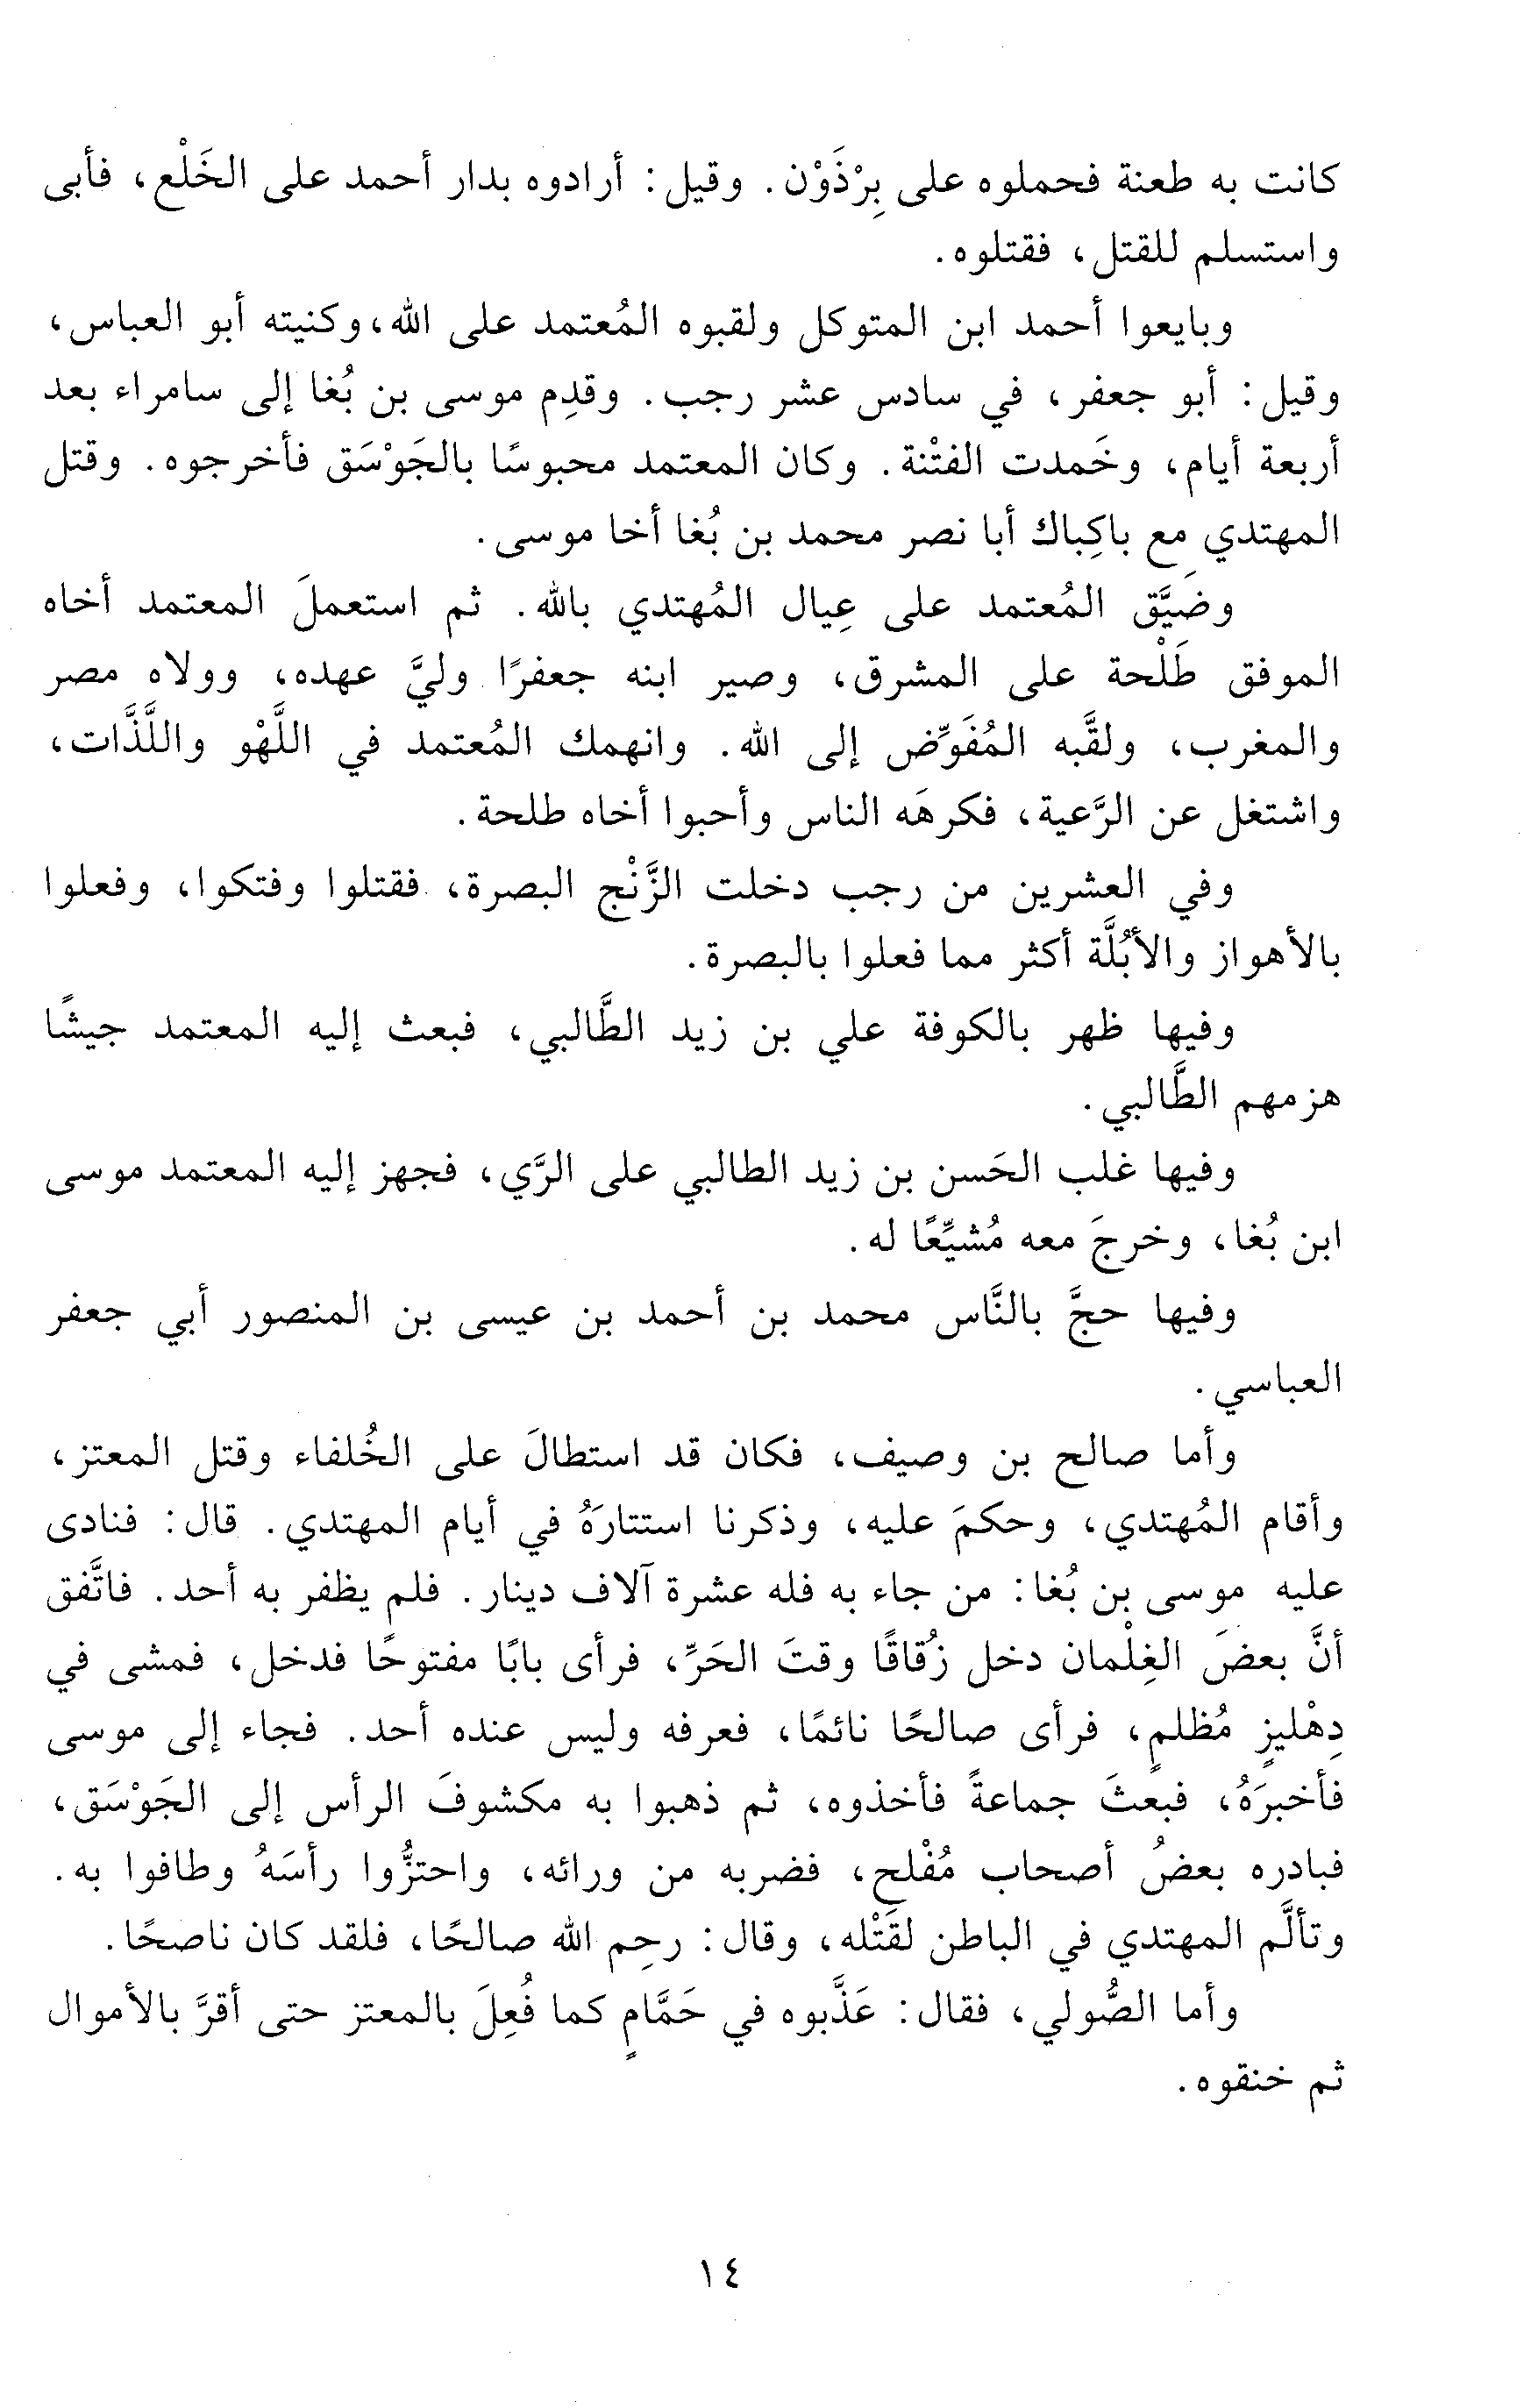 كانت به طعنة فحملوه على بِرْذَوْن. وقيل: أرادوه بدار أحمد على الخَلْع، فأبى
واستسلم للقتل، فقتلوه.
وبايعوا أحمد ابن المتوكل ولقبوه المُعتمد على الله، وكنيته أبو العباس،
وقيل: أبو جعفر، في سادس عشر رجب. وقدِم موسى بن بُغا إلى سامراء بعد
أربعة أيام، وخَمدت الفتْنة. وكان المعتمد محبوسًا بالجَوْسَق فأخرجوه. وقتل
المهتدي مع باكِباك أبا نصر محمد بن بُغا أخا موسى.
وضَيَّق المُعتمد على عِيال المُهتدي بالله. ثم استعملَ المعتمد أخاه
الموفق طَلْحة على المشرق، وصير ابنه جعفرًا وليَّ عهده، وولاه مصر
والمغرب، ولقَّبه المُفَوِّض إلى الله. وانهمك المُعتمد في اللَّهْو واللَّذَّات،
واشتغل عن الرَّعية، فكرهَه الناس وأحبوا أخاه طلحة.
وفي العشرين من رجب دخلت الزَّنْج البصرة، فقتلوا وفتكوا، وفعلوا
بالأهواز والأُبُلَّة أكثر مما فعلوا بالبصرة.
وفيها ظهر بالكوفة علي بن زيد الطَّالبي، فبعث إليه المعتمد جيشًا
هزمهم الطَّالبي.
وفيها غلب الحَسن بن زيد الطالبي على الرَّي، فجهز إليه المعتمد موسى
ابن بُغا، وخرجَ معه مُشيِّعًا له.
وفيها حجَّ بالنَّاس محمد بن أحمد بن عيسى بن المنصور أبي جعفر
العباسي.
وأما صالح بن وصيف، فكان قد استطالَ على الخُلفاء وقتل المعتز،
وأقام المُهتدي، وحكمَ عليه، وذكرنا استتارَهُ في أيام المهتدي. قال: فنادى
عليه موسى بن بُغا: من جاء به فله عشرة آلاف دينار. فلم يظفر به أحد. فاتَّفق
أنَّ بعضَ الغِلْمان دخل زُقاقًا وقتَ الحَرِّ، فرأى بابًا مفتوحًا فدخل، فمشى في
دِهْليزٍ مُظلمٍ، فرأى صالحًا نائمًا، فعرفه وليس عنده أحد. فجاء إلى موسى
فأخبرَهُ، فبعثَ جماعةً فأخذوه، ثم ذهبوا به مكشوفَ الرأس إلى الجَوْسَق،
فبادره بعضُ أصحاب مُفْلح، فضربه من ورائه، واحتزُّوا رأسَهُ وطافوا به.
وتألَّم المهتدي في الباطن لقَتْله، وقال: رحِم الله صالحًا، فلقد كان ناصحًا.
وأما الصُّولي، فقال: عَذَّبوه في حَمَّامٍ كما فُعِلَ بالمعتز حتى أقرَّ بالأموال
ثم خنقوه.
١٤